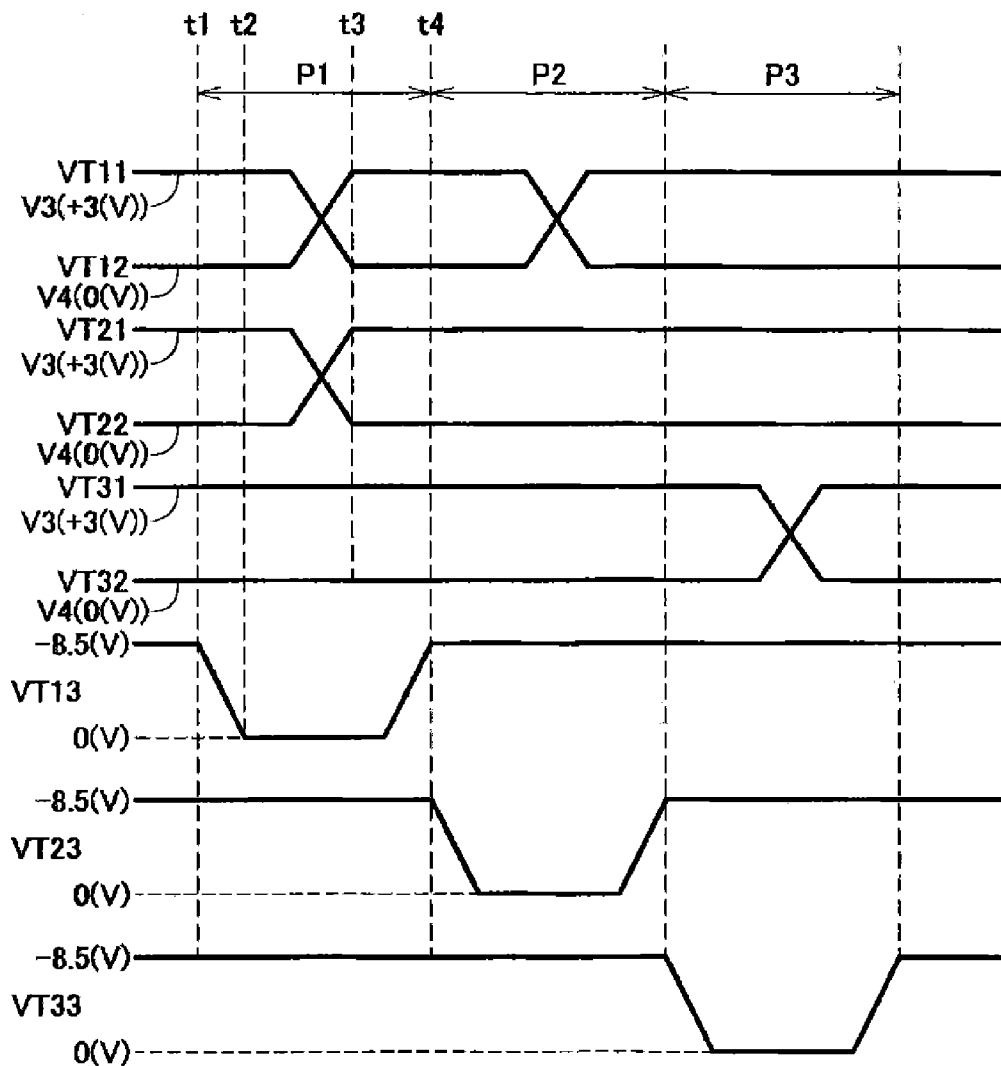 t1 t2 t3 t4
P1 P2 P3
VT11
V3(+3(V))
VT12
V4(0(V))
VT21
V3(+3(V))
VT22
V4(0(V))
VT31
V3(+3(V))
VT32
V4(0(V))
-8.5(V)
VT13
0(V)
-8.5(V)
VT23
0(V)
-8.5(V)
VT33
0(V)